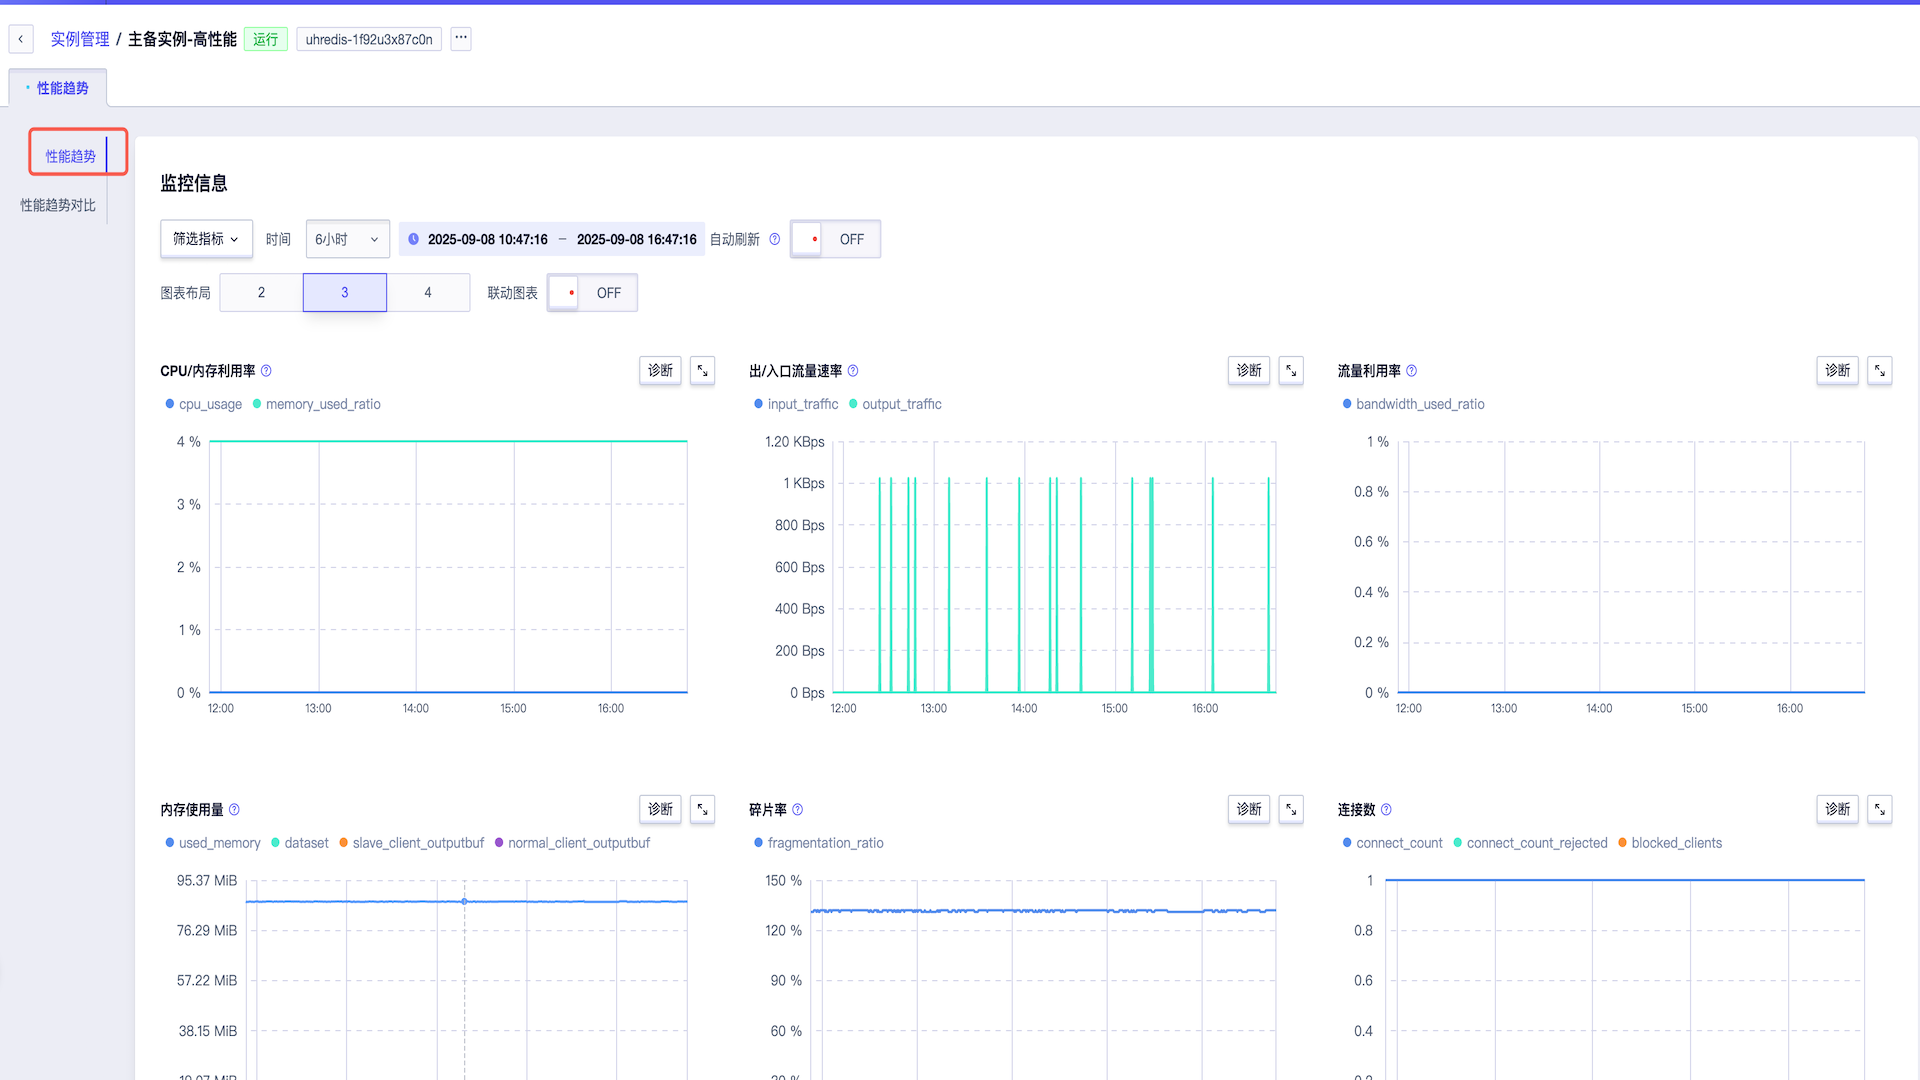 实例管理 / 主备实例-高性能 运行 uhredis-1f92u3x87c0n ...
性能趋势
性能趋势
性能趋势对比
监控信息
筛选指标 时间 6小时 2025-09-08 10:47:16 – 2025-09-08 16:47:16 自动刷新 OFF
图表布局 2 3 4 联动图表 OFF
CPU/内存利用率 诊断
cpu_usage memory_used_ratio
4 %
3 %
2 %
1 %
0 %
12:00 13:00 14:00 15:00 16:00
出/入口流量速率 诊断
input_traffic output_traffic
1.20 KBps
1 KBps
800 Bps
600 Bps
400 Bps
200 Bps
0 Bps
12:00 13:00 14:00 15:00 16:00
流量利用率 诊断
bandwidth_used_ratio
1 %
0.8 %
0.6 %
0.4 %
0.2 %
0 %
12:00 13:00 14:00 15:00 16:00
内存使用量 诊断
used_memory dataset slave_client_outputbuf normal_client_outputbuf
95.37 MiB
76.29 MiB
57.22 MiB
38.15 MiB
19.07 MiB
碎片率 诊断
fragmentation_ratio
150 %
120 %
90 %
60 %
30 %
连接数 诊断
connect_count connect_count_rejected blocked_clients
1
0.8
0.6
0.4
0.2